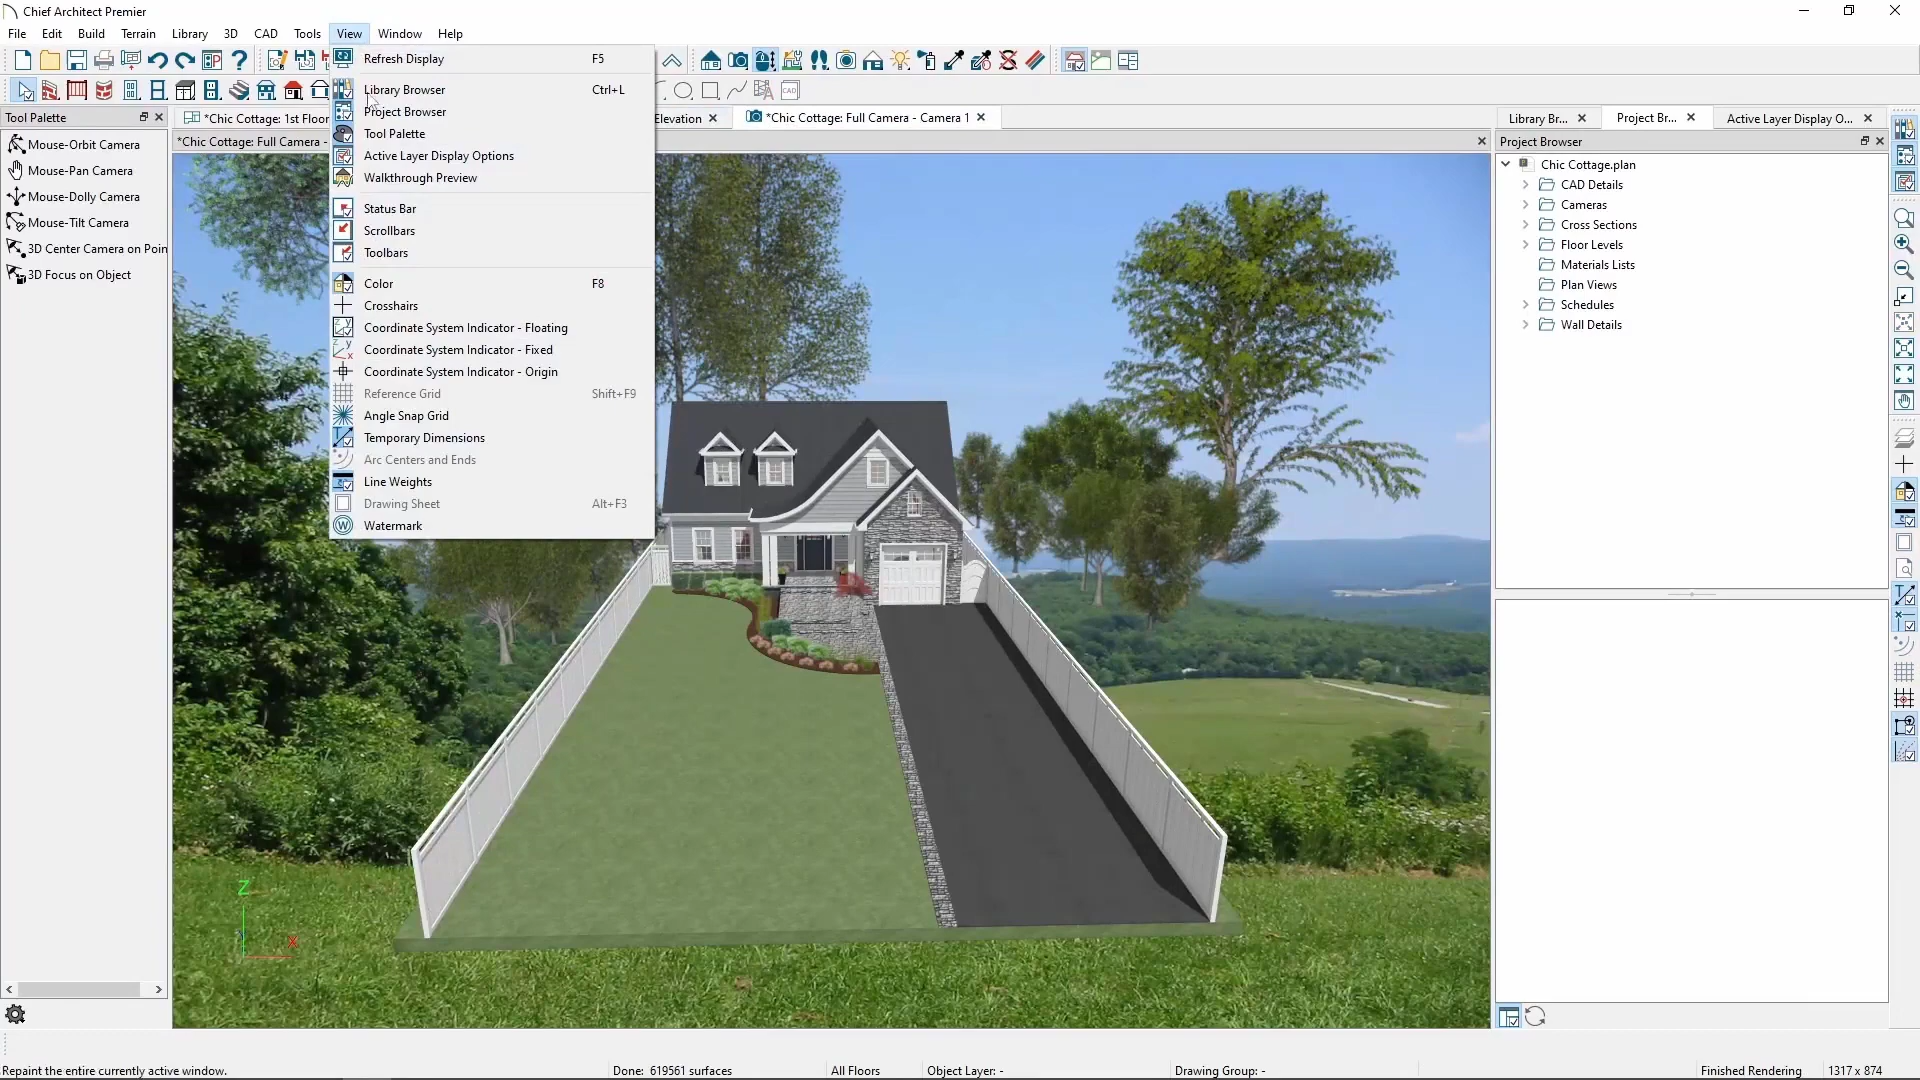 Chief Architect Premier
File Edit Build Terrain Library 3D CAD Tools View Window Help
Tool Palette
*Chic Cottage: 1st Floor
Elevation
*Chic Cottage: Full Camera - Camera 1
Library Br...
Project Br...
Active Layer Display O...
*Chic Cottage: Full Camera -
Project Browser
Mouse-Orbit Camera
Mouse-Pan Camera
Mouse-Dolly Camera
Mouse-Tilt Camera
3D Center Camera on Poin
3D Focus on Object
Refresh Display F5
Library Browser Ctrl+L
Project Browser
Tool Palette
Active Layer Display Options
Walkthrough Preview
Status Bar
Scrollbars
Toolbars
Color F8
Crosshairs
Coordinate System Indicator - Floating
Coordinate System Indicator - Fixed
Coordinate System Indicator - Origin
Reference Grid Shift+F9
Angle Snap Grid
Temporary Dimensions
Arc Centers and Ends
Line Weights
Drawing Sheet Alt+F3
Watermark
Chic Cottage.plan
CAD Details
Cameras
Cross Sections
Floor Levels
Materials Lists
Plan Views
Schedules
Wall Details
Z
X
Repaint the entire currently active window.
Done: 619561 surfaces
All Floors
Object Layer: -
Drawing Group: -
Finished Rendering
1317 x 874